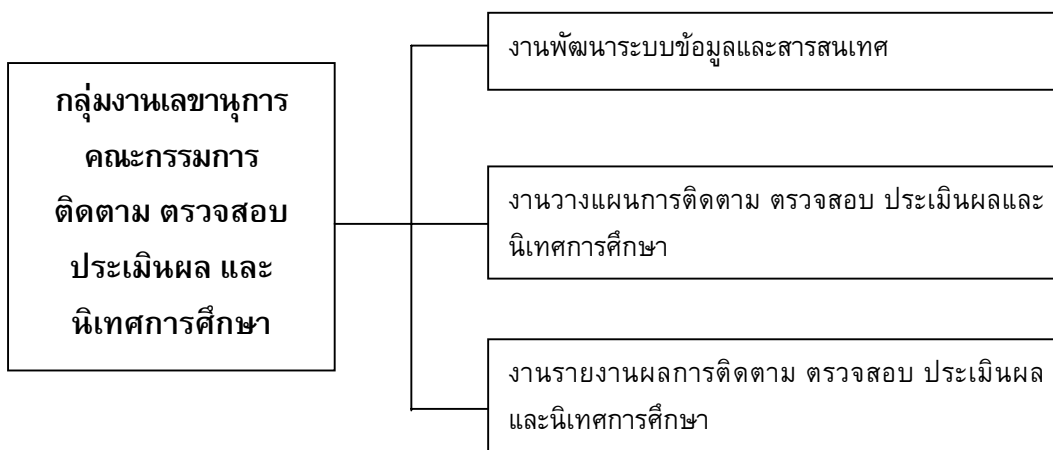 กลุ่มงานเลขานุการ
คณะกรรมการ
ติดตาม ตรวจสอบ
ประเมินผล และ
นิเทศการศึกษา
งานพัฒนาระบบข้อมูลและสารสนเทศ
งานวางแผนการติดตาม ตรวจสอบ ประเมินผลและ
นิเทศการศึกษา
งานรายงานผลการติดตาม ตรวจสอบ ประเมินผล
และนิเทศการศึกษา